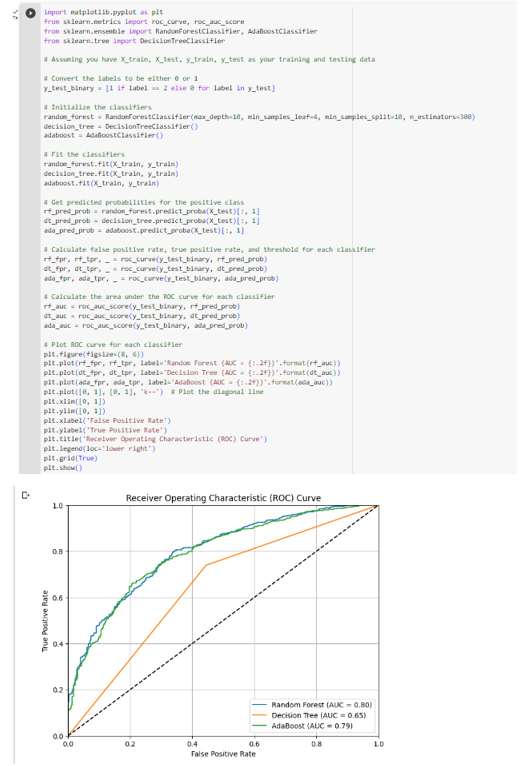 import matplotlib.pyplot as plt
from sklearn.metrics import roc_curve, roc_auc_score
from sklearn.ensemble import RandomForestClassifier, AdaBoostClassifier
from sklearn.tree import DecisionTreeClassifier
# Assuming you have X_train, X_test, y_train, y_test as your training and testing data
# Convert the labels to be either 0 or 1
y_test_binary = [1 if label == 2 else 0 for label in y_test]
# Initialize the classifiers
random_forest = RandomForestClassifier(max_depth=10, min_samples_leaf=4, min_samples_split=10, n_estimators=300)
decision_tree = DecisionTreeClassifier()
adaboost = AdaBoostClassifier()
# Fit the classifiers
random_forest.fit(X_train, y_train)
decision_tree.fit(X_train, y_train)
adaboost.fit(X_train, y_train)
# Get predicted probabilities for the positive class
rf_pred_prob = random_forest.predict_proba(X_test)[:, 1]
dt_pred_prob = decision_tree.predict_proba(X_test)[:, 1]
ada_pred_prob = adaboost.predict_proba(X_test)[:, 1]
# Calculate false positive rate, true positive rate, and threshold for each classifier
rf_fpr, rf_tpr, _ = roc_curve(y_test_binary, rf_pred_prob)
dt_fpr, dt_tpr, _ = roc_curve(y_test_binary, dt_pred_prob)
ada_fpr, ada_tpr, _ = roc_curve(y_test_binary, ada_pred_prob)
# Calculate the area under the ROC curve for each classifier
rf_auc = roc_auc_score(y_test_binary, rf_pred_prob)
dt_auc = roc_auc_score(y_test_binary, dt_pred_prob)
ada_auc = roc_auc_score(y_test_binary, ada_pred_prob)
# Plot ROC curve for each classifier
plt.figure(figsize=(8, 6))
plt.plot(rf_fpr, rf_tpr, label='Random Forest (AUC = {:.2f})'.format(rf_auc))
plt.plot(dt_fpr, dt_tpr, label='Decision Tree (AUC = {:.2f})'.format(dt_auc))
plt.plot(ada_fpr, ada_tpr, label='AdaBoost (AUC = {:.2f})'.format(ada_auc))
plt.plot([0, 1], [0, 1], 'k--')  # Plot the diagonal line
plt.xlim([0, 1])
plt.ylim([0, 1])
plt.xlabel('False Positive Rate')
plt.ylabel('True Positive Rate')
plt.title('Receiver Operating Characteristic (ROC) Curve')
plt.legend(loc='lower right')
plt.grid(True)
plt.show()
Receiver Operating Characteristic (ROC) Curve
1.0
0.8
0.6
0.4
0.2
0.0
True Positive Rate
Random Forest (AUC = 0.80)
Decision Tree (AUC = 0.65)
AdaBoost (AUC = 0.79)
0.0 0.2 0.4 0.6 0.8 1.0
False Positive Rate